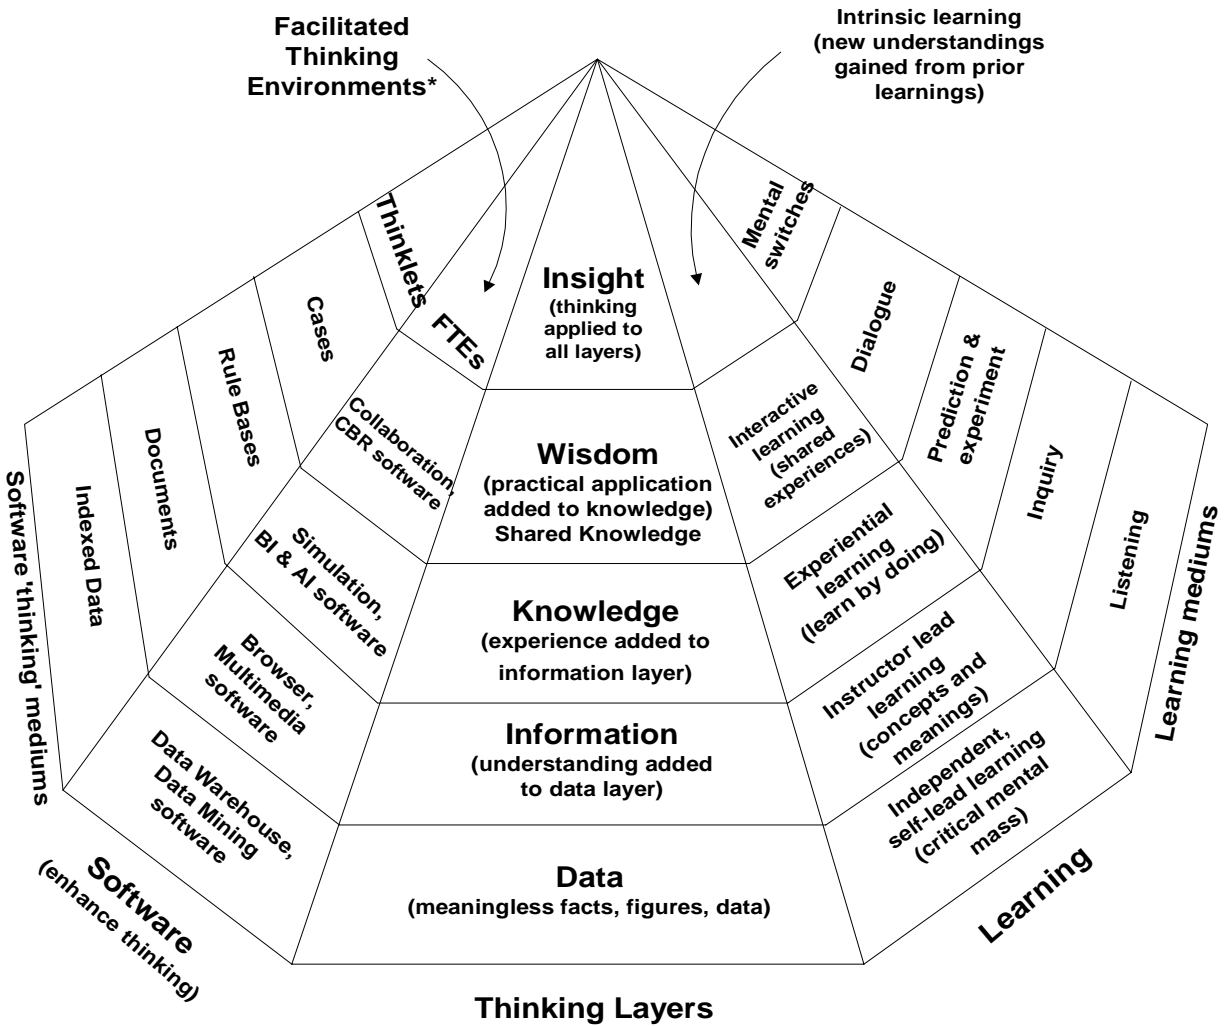 Facilitated
Thinking
Environments*
Intrinsic learning
(new understandings
gained from prior
learnings)
Thinklets
FTEs
Insight
(thinking
applied to
all layers)
Mental
switches
Cases
Collaboration,
CBR software
Wisdom
(practical application
added to knowledge)
Shared Knowledge
Interactive
learning
(shared
experiences)
Dialogue
Rule Bases
Simulation,
BI & AI software
Knowledge
(experience added to
information layer)
Experiential
learning
(learn by doing)
Prediction &
experiment
Documents
Browser,
Multimedia
software
Information
(understanding added
to data layer)
Instructor lead
learning
(concepts and
meanings)
Inquiry
Indexed Data
Data Warehouse,
Data Mining
software
Data
(meaningless facts, figures, data)
Independent,
self-lead learning
(critical mental
mass)
Listening
Software 'thinking' mediums
Learning mediums
Software
(enhance thinking)
Learning
Thinking Layers